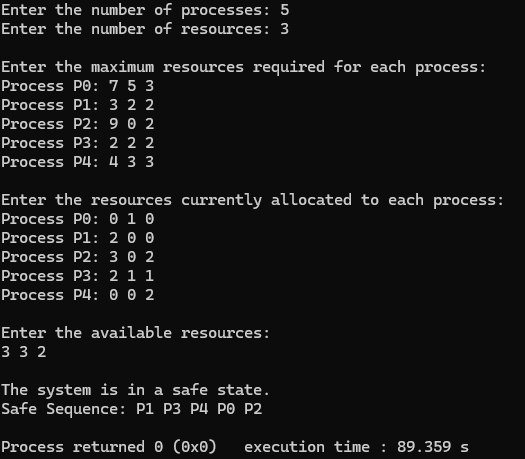 Enter the number of processes: 5
Enter the number of resources: 3
Enter the maximum resources required for each process:
Process P0: 7 5 3
Process P1: 3 2 2
Process P2: 9 0 2
Process P3: 2 2 2
Process P4: 4 3 3
Enter the resources currently allocated to each process:
Process P0: 0 1 0
Process P1: 2 0 0
Process P2: 3 0 2
Process P3: 2 1 1
Process P4: 0 0 2
Enter the available resources:
3 3 2
The system is in a safe state.
Safe Sequence: P1 P3 P4 P0 P2
Process returned 0 (0x0)   execution time : 89.359 s